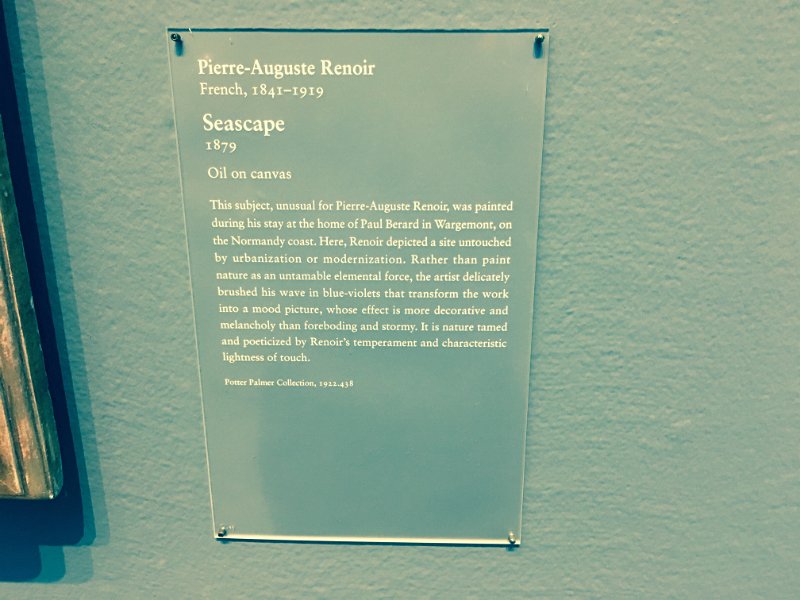 Pierre-Auguste Renoir
French, 1841–1919
Seascape
1879
Oil on canvas
This subject, unusual for Pierre-Auguste Renoir, was painted
during his stay at the home of Paul Berard in Wargemont, on
the Normandy coast. Here, Renoir depicted a site untouched
by urbanization or modernization. Rather than paint
nature as an untamable elemental force, the artist delicately
brushed his wave in blue-violets that transform the work
into a mood picture, whose effect is more decorative and
melancholy than foreboding and stormy. It is nature tamed
and poeticized by Renoir's temperament and characteristic
lightness of touch.
Potter Palmer Collection, 1922.438